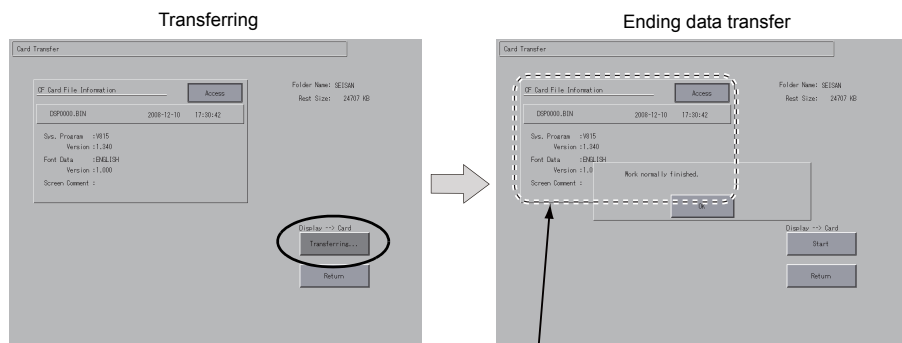 Transferring
Card Transfer
CF Card File Information
Access
Folder Name: SEISAN
Rest Size: 24707 KB
DSP0000.BIN 2008-12-10 17:30:42
Sys. Program :V815
Version :1.340
Font Data :ENGLISH
Version :1.000
Screen Comment :
Display --> Card
Transferring...
Return
Ending data transfer
Card Transfer
CF Card File Information
Access
Folder Name: SEISAN
Rest Size: 24707 KB
DSP0000.BIN 2008-12-10 17:30:42
Sys. Program :V815
Version :1.340
Font Data :ENGLISH
Version :1.0
Screen Comment :
Work normally finished.
OK
Display --> Card
Start
Return